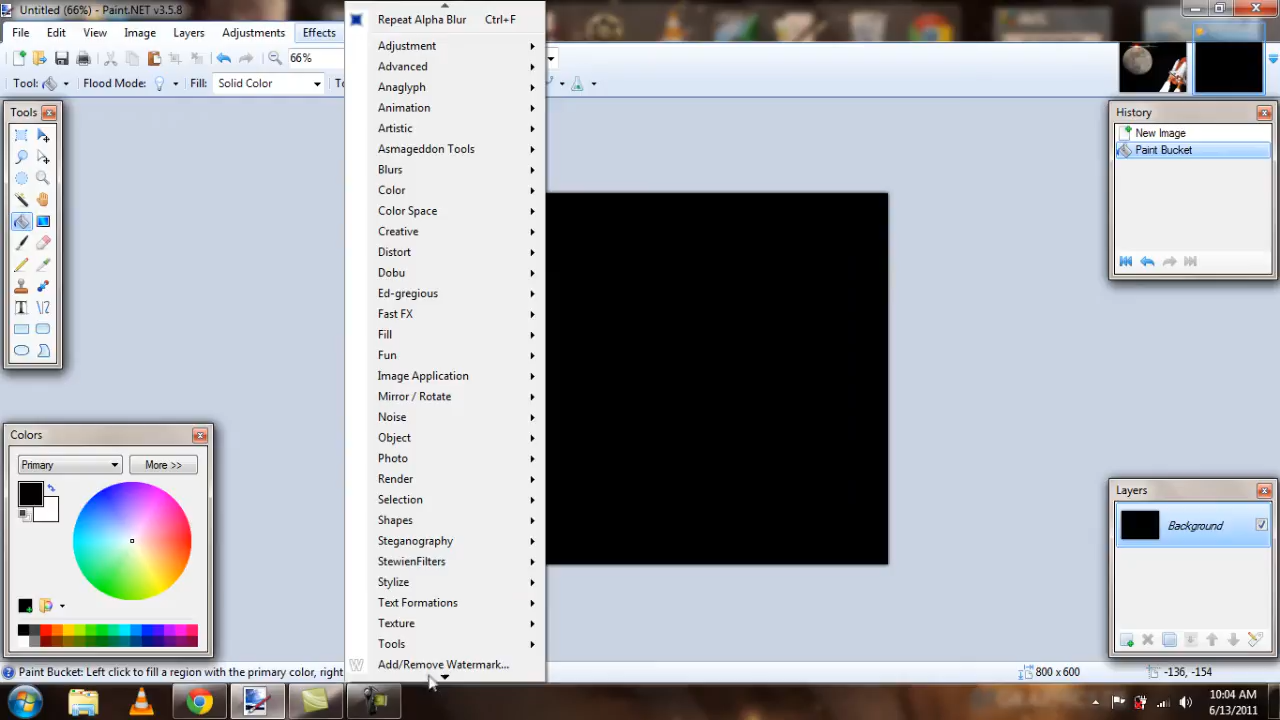 Untitled (66%) - Paint.NET v3.5.8
File Edit View Image Layers Adjustments Effects
66%
Tool: Flood Mode: Fill: Solid Color
Tools
Repeat Alpha Blur Ctrl+F
Adjustment
Advanced
Anaglyph
Animation
Artistic
Asmageddon Tools
Blurs
Color
Color Space
Creative
Distort
Dobu
Ed-gregious
Fast FX
Fill
Fun
Image Application
Mirror / Rotate
Noise
Object
Photo
Render
Selection
Shapes
Steganography
StewienFilters
Stylize
Text Formations
Texture
Tools
Add/Remove Watermark...
History
New Image
Paint Bucket
Colors
Primary More >>
Layers
Background
Paint Bucket: Left click to fill a region with the primary color, right
800 x 600 -136, -154
10:04 AM
6/13/2011